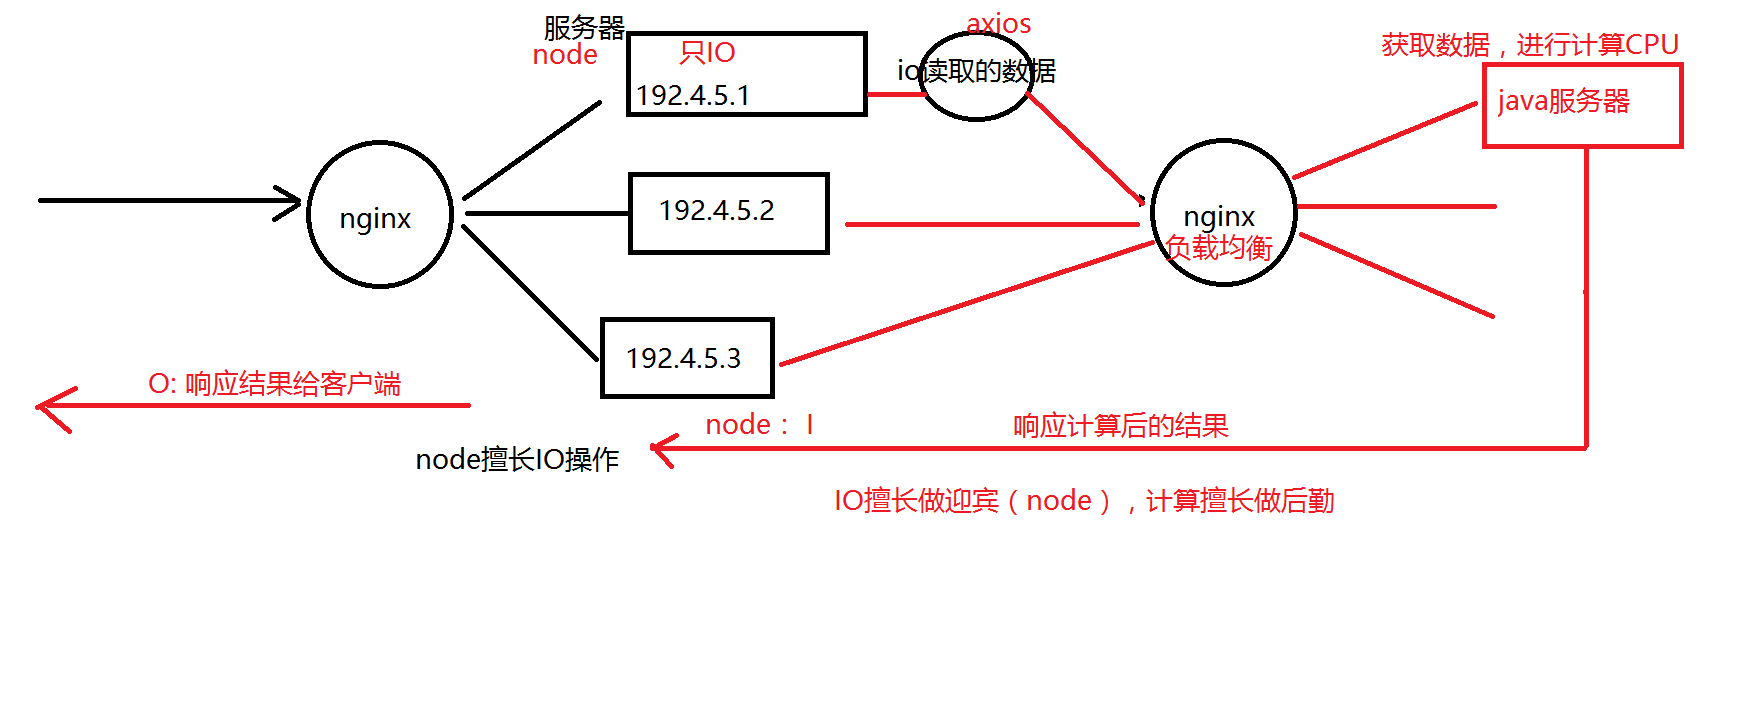 服务器
node
只IO
192.4.5.1
axios
io读取的数据
获取数据，进行计算CPU
java服务器
nginx
192.4.5.2
nginx
负载均衡
192.4.5.3
O: 响应结果给客户端
node： I
响应计算后的结果
node擅长IO操作
IO擅长做迎宾（node），计算擅长做后勤